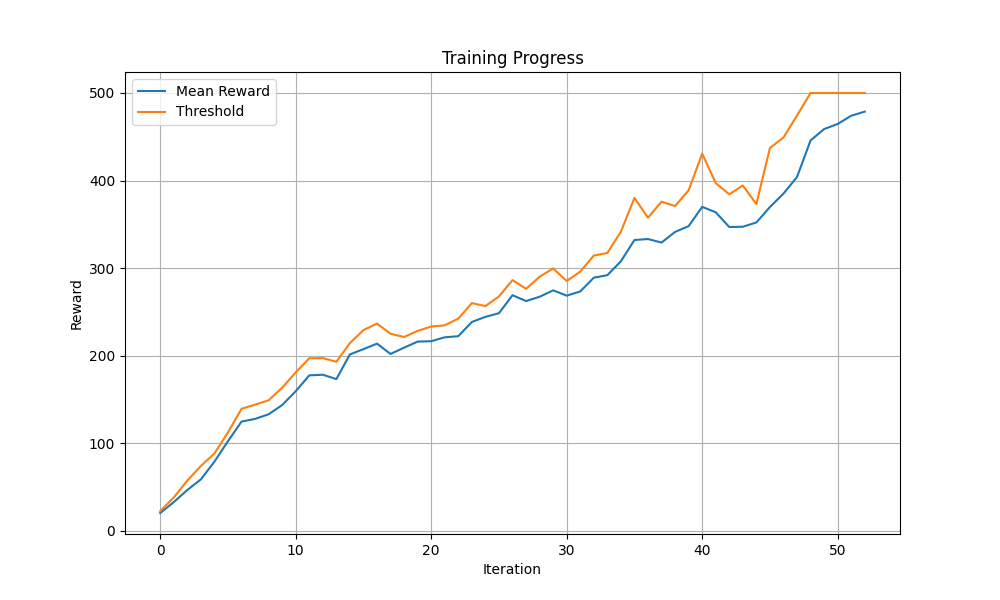 Training Progress
Mean Reward
Threshold
500
400
300
200
100
0
Reward
0 10 20 30 40 50
Iteration